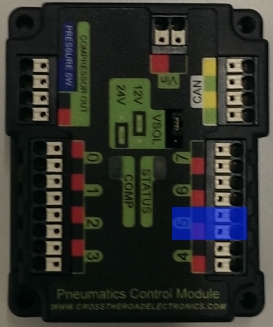 Vin
CAN
PRESSURE SW
COMPRESSOR OUT
24V
12V
VSOL
COMP
STATUS
0
1
2
3
7
6
5
4
Pneumatics Control Module
WWW.CROSSTHEROADELECTRONICS.COM